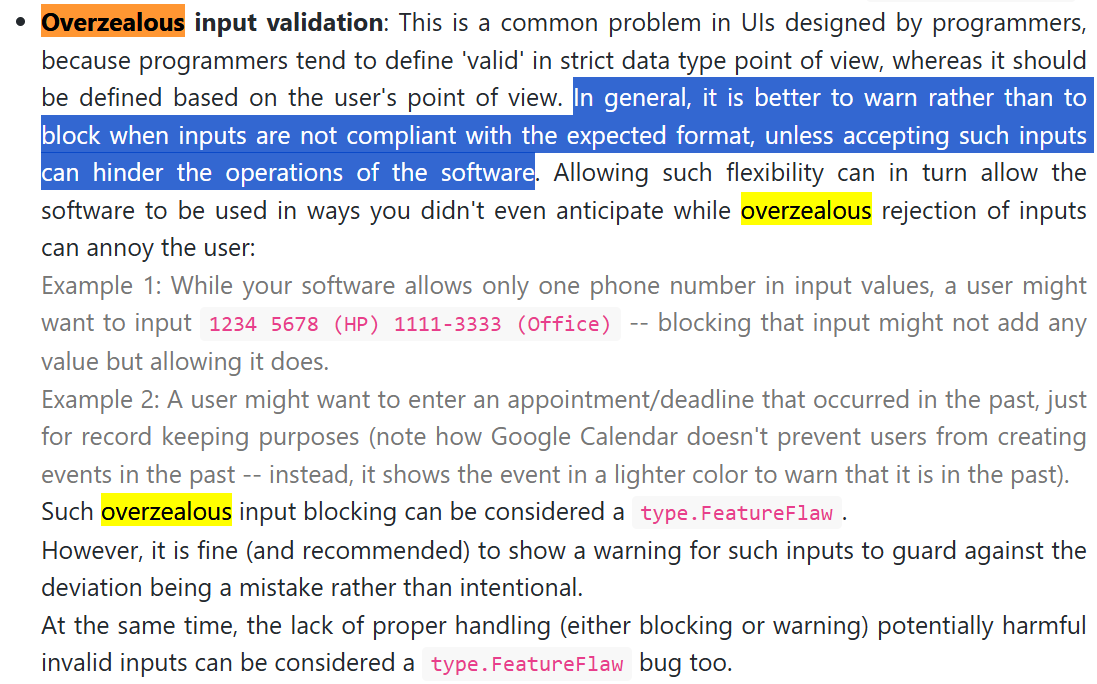 • Overzealous input validation: This is a common problem in UIs designed by programmers,
because programmers tend to define 'valid' in strict data type point of view, whereas it should
be defined based on the user's point of view. In general, it is better to warn rather than to
block when inputs are not compliant with the expected format, unless accepting such inputs
can hinder the operations of the software. Allowing such flexibility can in turn allow the
software to be used in ways you didn't even anticipate while overzealous rejection of inputs
can annoy the user:
Example 1: While your software allows only one phone number in input values, a user might
want to input 1234 5678 (HP) 1111-3333 (Office) -- blocking that input might not add any
value but allowing it does.
Example 2: A user might want to enter an appointment/deadline that occurred in the past, just
for record keeping purposes (note how Google Calendar doesn't prevent users from creating
events in the past -- instead, it shows the event in a lighter color to warn that it is in the past).
Such overzealous input blocking can be considered a type.FeatureFlaw.
However, it is fine (and recommended) to show a warning for such inputs to guard against the
deviation being a mistake rather than intentional.
At the same time, the lack of proper handling (either blocking or warning) potentially harmful
invalid inputs can be considered a type.FeatureFlaw bug too.